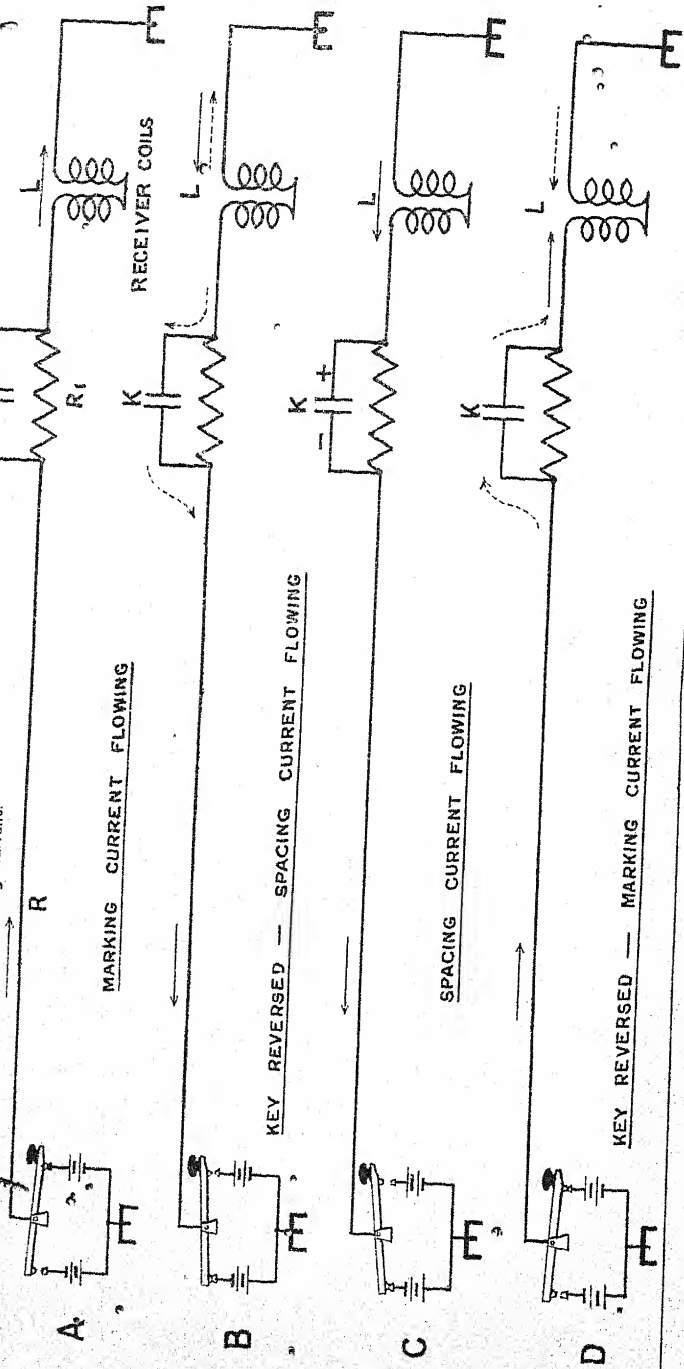 A
R
R₁
L
E
E
RECEIVER COILS
MARKING CURRENT FLOWING
B
K
L
E
E
KEY REVERSED — SPACING CURRENT FLOWING
C
− K +
L
E
E
SPACING CURRENT FLOWING
D
K
L
E
E
KEY REVERSED — MARKING CURRENT FLOWING